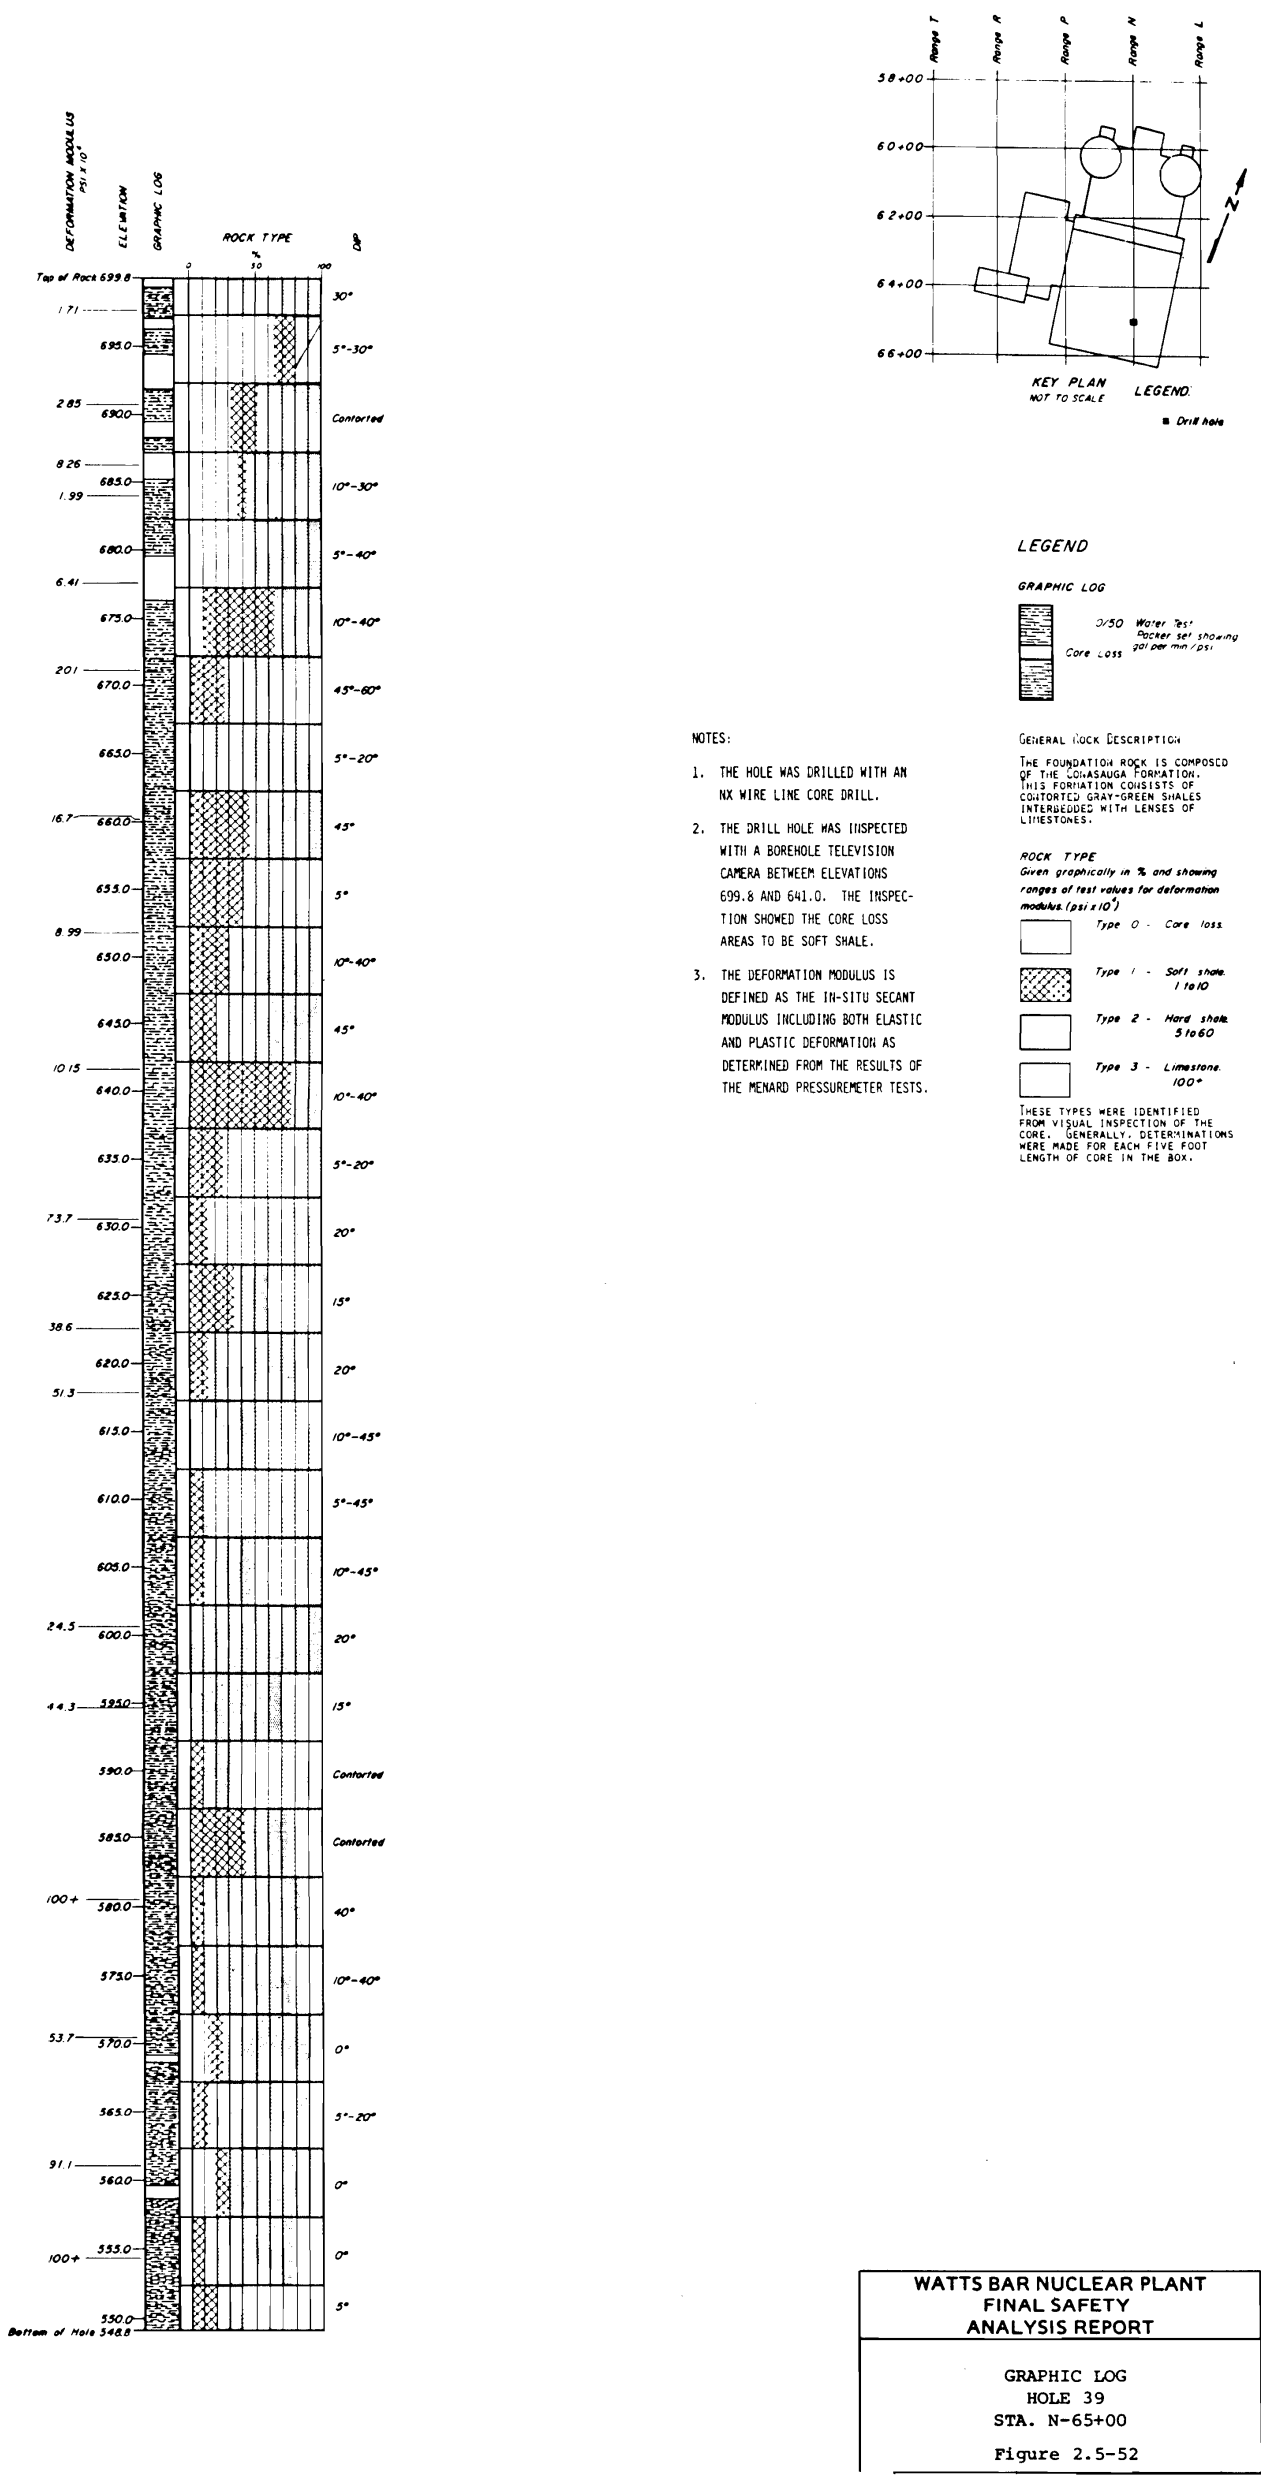 DEFORMATION MODULUS
PSI X 10⁴
ELEVATION
GRAPHIC LOG
ROCK TYPE
%
DIP
0 50 100
Top of Rock 699.8
30°
1.71
695.0
5°-30°
2.85
690.0
Contorted
8.26
685.0
10°-30°
1.99
680.0
5°-40°
6.41
675.0
10°-40°
670.0
45°-60°
665.0
5°-20°
16.7
660.0
45°
655.0
5°
8.99
650.0
10°-40°
645.0
45°
10.15
640.0
10°-40°
635.0
5°-20°
73.7
630.0
20°
625.0
15°
38.6
620.0
20°
51.3
615.0
10°-45°
610.0
5°-45°
605.0
10°-45°
24.5
600.0
20°
44.3
595.0
15°
590.0
Contorted
585.0
Contorted
100+
580.0
40°
575.0
10°-40°
53.7
570.0
0°
565.0
5°-20°
91.1
560.0
0°
555.0
100+
0°
550.0
5°
Bottom of Hole 548.8
Range T
Range R
Range P
Range N
Range L
58+00
60+00
62+00
64+00
66+00
N
KEY PLAN
NOT TO SCALE
LEGEND:
Drill hole
LEGEND
GRAPHIC LOG
0/50 Water Test
Packer set showing
gal per min/psi
Core Loss
GENERAL ROCK DESCRIPTION
THE FOUNDATION ROCK IS COMPOSED
OF THE CONASAUGA FORMATION.
THIS FORMATION CONSISTS OF
CONTORTED GRAY-GREEN SHALES
INTERBEDDED WITH LENSES OF
LIMESTONES.
ROCK TYPE
Given graphically in % and showing
ranges of test values for deformation
modulus. (psi x 10⁴)
Type 0 - Core loss.
Type 1 - Soft shale.
1 to 10
Type 2 - Hard shale.
5 to 60
Type 3 - Limestone.
100+
THESE TYPES WERE IDENTIFIED
FROM VISUAL INSPECTION OF THE
CORE. GENERALLY, DETERMINATIONS
WERE MADE FOR EACH FIVE FOOT
LENGTH OF CORE IN THE BOX.
NOTES:
1. THE HOLE WAS DRILLED WITH AN
NX WIRE LINE CORE DRILL.
2. THE DRILL HOLE WAS INSPECTED
WITH A BOREHOLE TELEVISION
CAMERA BETWEEN ELEVATIONS
699.8 AND 641.0. THE INSPEC-
TION SHOWED THE CORE LOSS
AREAS TO BE SOFT SHALE.
3. THE DEFORMATION MODULUS IS
DEFINED AS THE IN-SITU SECANT
MODULUS INCLUDING BOTH ELASTIC
AND PLASTIC DEFORMATION AS
DETERMINED FROM THE RESULTS OF
THE MENARD PRESSUREMETER TESTS.
WATTS BAR NUCLEAR PLANT
FINAL SAFETY
ANALYSIS REPORT
GRAPHIC LOG
HOLE 39
STA. N-65+00
Figure 2.5-52